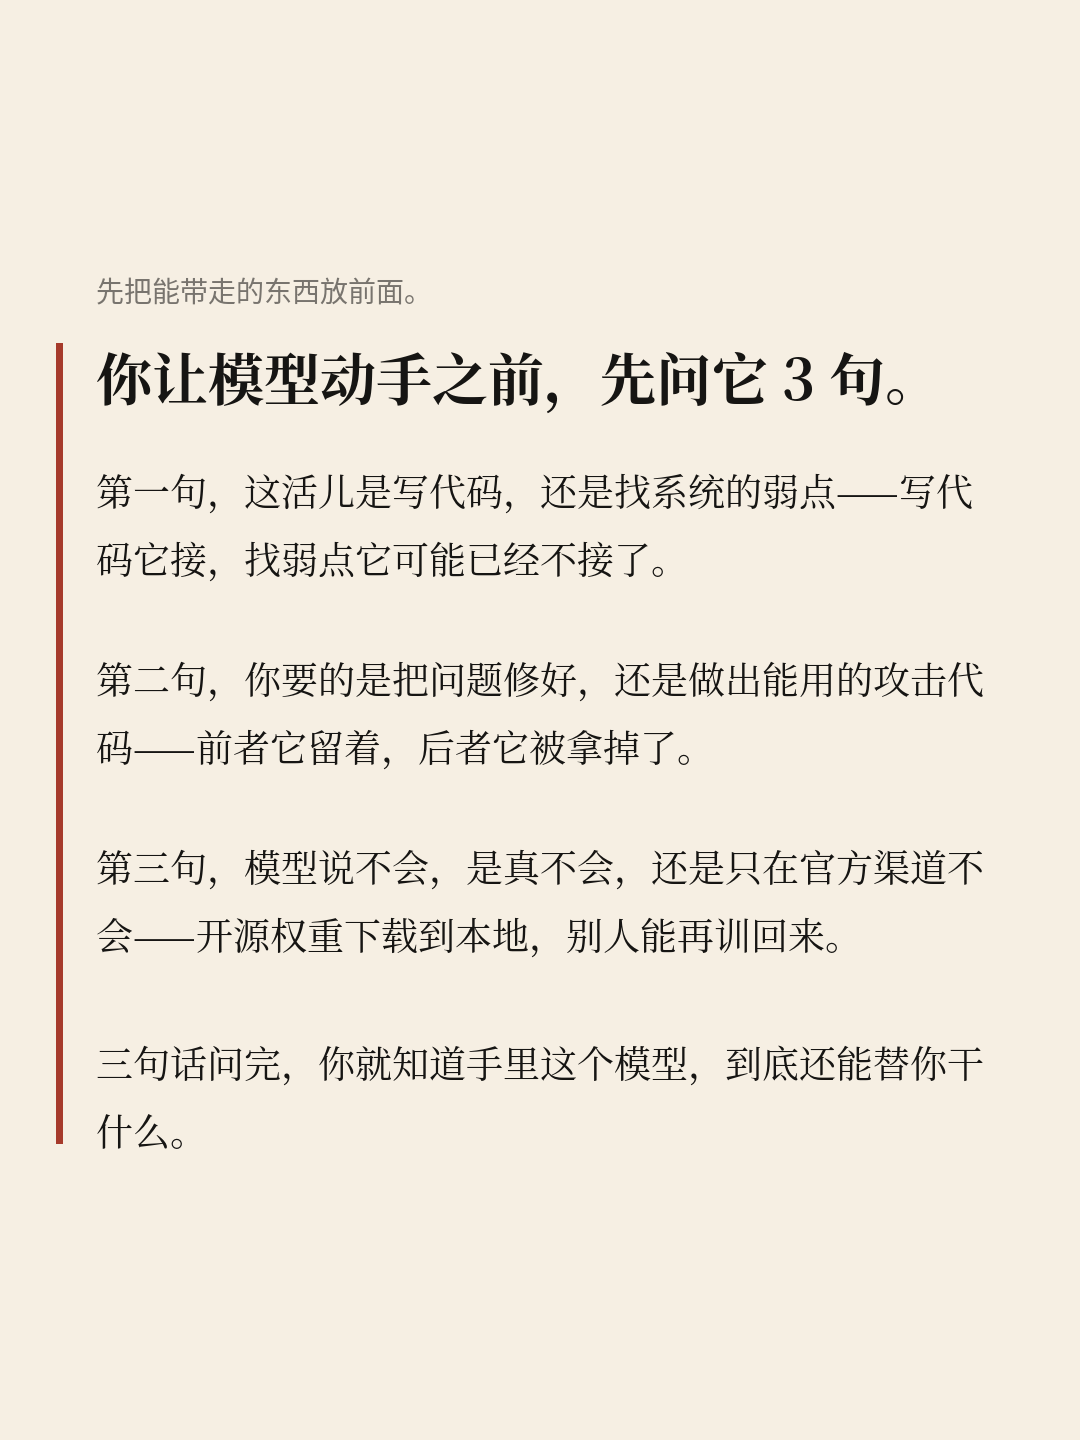 先把能带走的东西放前面。
你让模型动手之前，先问它 3 句。
第一句，这活儿是写代码，还是找系统的弱点——写代
码它接，找弱点它可能已经不接了。
第二句，你要的是把问题修好，还是做出能用的攻击代
码——前者它留着，后者它被拿掉了。
第三句，模型说不会，是真不会，还是只在官方渠道不
会——开源权重下载到本地，别人能再训回来。
三句话问完，你就知道手里这个模型，到底还能替你干
什么。